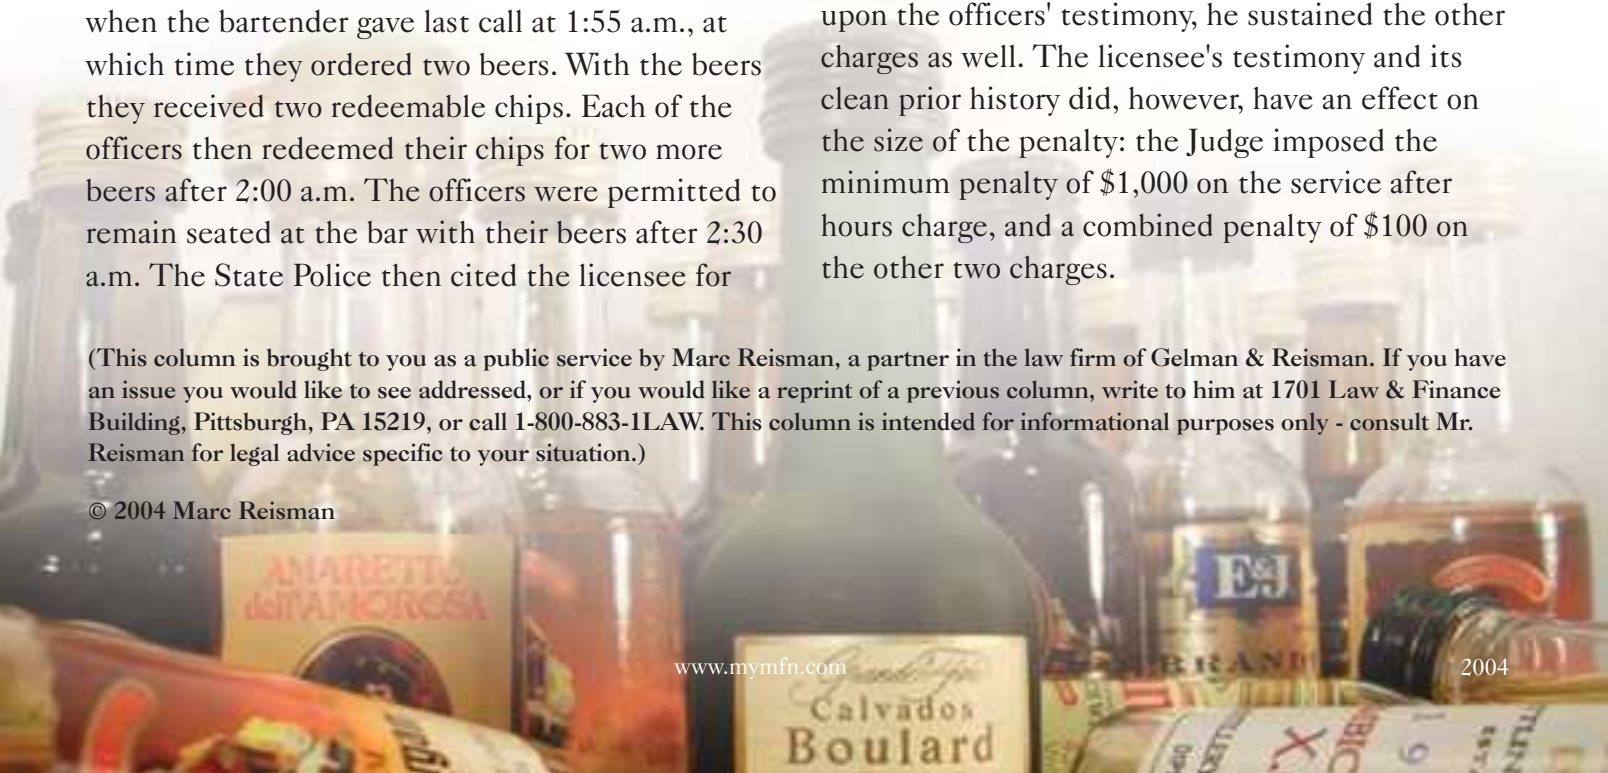 when the bartender gave last call at 1:55 a.m., at
which time they ordered two beers. With the beers
they received two redeemable chips. Each of the
officers then redeemed their chips for two more
beers after 2:00 a.m. The officers were permitted to
remain seated at the bar with their beers after 2:30
a.m. The State Police then cited the licensee for
upon the officers' testimony, he sustained the other
charges as well. The licensee's testimony and its
clean prior history did, however, have an effect on
the size of the penalty: the Judge imposed the
minimum penalty of $1,000 on the service after
hours charge, and a combined penalty of $100 on
the other two charges.
(This column is brought to you as a public service by Marc Reisman, a partner in the law firm of Gelman & Reisman. If you have
an issue you would like to see addressed, or if you would like a reprint of a previous column, write to him at 1701 Law & Finance
Building, Pittsburgh, PA 15219, or call 1-800-883-1LAW. This column is intended for informational purposes only - consult Mr.
Reisman for legal advice specific to your situation.)
© 2004 Marc Reisman
AMARETTO
dell'AMOROSA
E&J
www.mymfn.com
2004
Calvados
Boulard